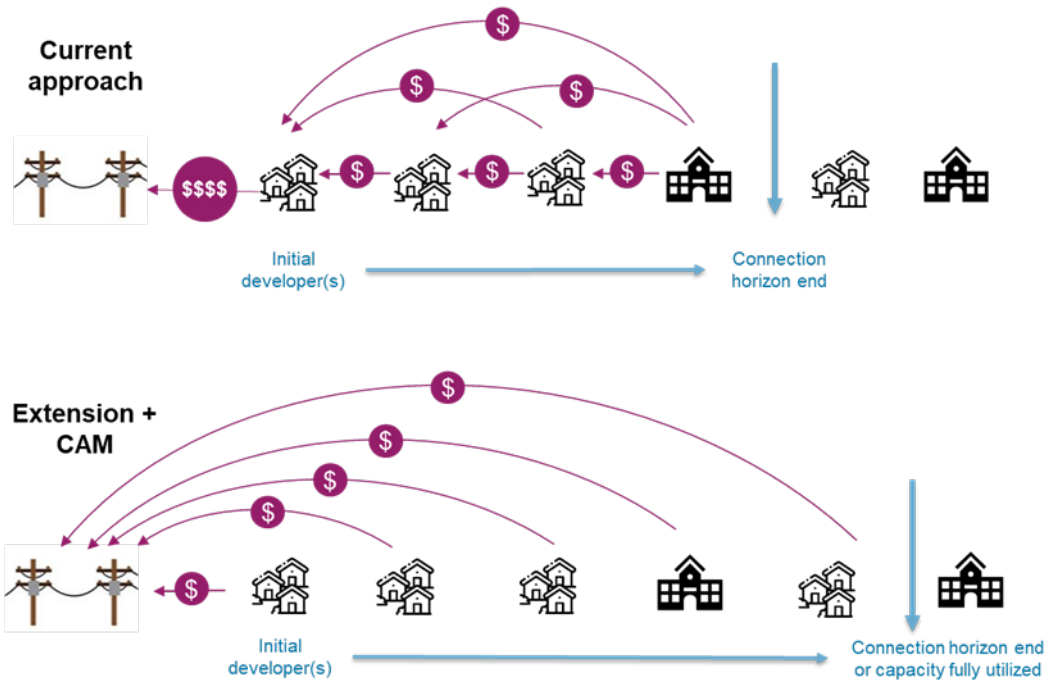 $
Current
approach
$
$
$$$$
$
$
$
$
Initial
developer(s)
Connection
horizon end
$
Extension +
CAM
$
$
$
$
Initial
developer(s)
Connection horizon end
or capacity fully utilized